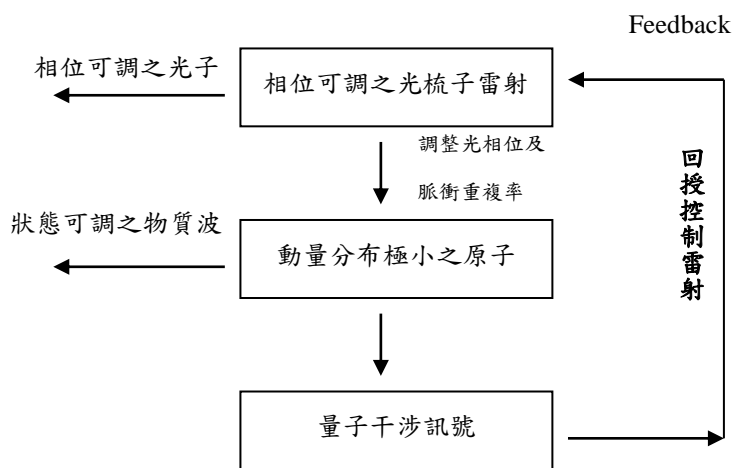 Feedback
相位可調之光子
相位可調之光梳子雷射
調整光相位及
脈衝重複率
狀態可調之物質波
動量分布極小之原子
回授控制雷射
量子干涉訊號